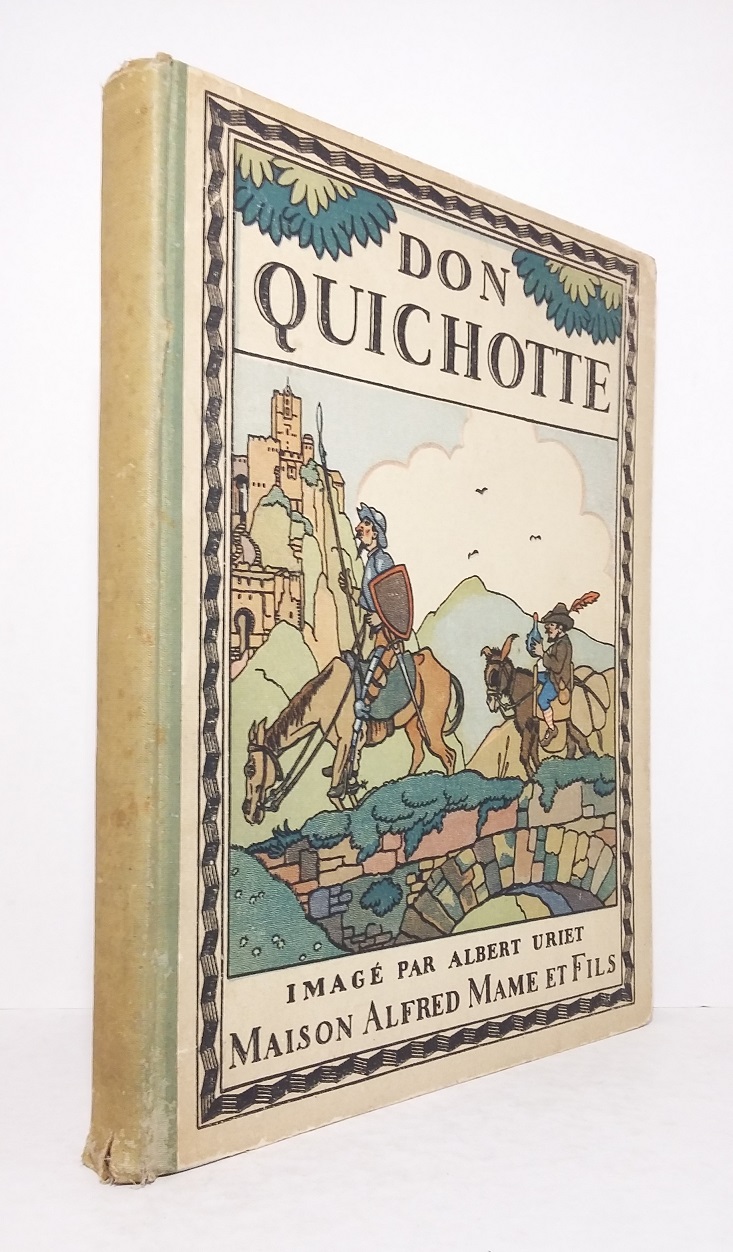 DON
QUICHOTTE
IMAGÉ PAR ALBERT URIET
MAISON ALFRED MAME ET FILS